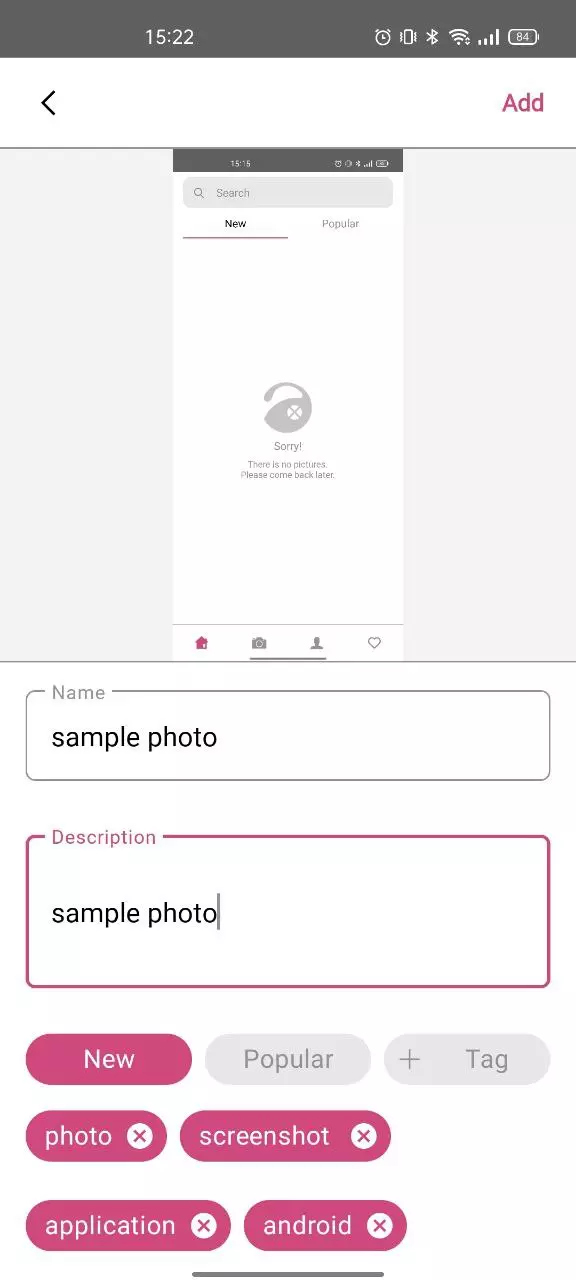 15:22
84
Add
15:15
Search
New Popular
Sorry!
There is no pictures.
Please come back later.
Name
sample photo
Description
sample photo
New Popular + Tag
photo screenshot
application android